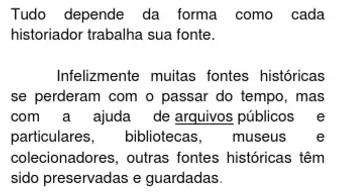 Tudo depende da forma como cada
historiador trabalha sua fonte.
Infelizmente muitas fontes históricas
se perderam com o passar do tempo, mas
com a ajuda de arquivos públicos e
particulares, bibliotecas, museus e
colecionadores, outras fontes históricas têm
sido preservadas e guardadas.